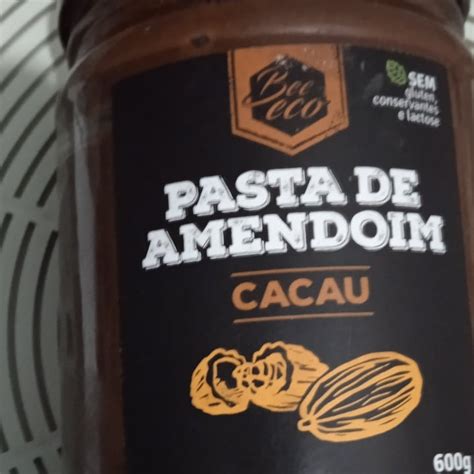 Bee
eco
SEM
glúten,
conservantes
e lactose
PASTA DE
AMENDOIM
CACAU
600g